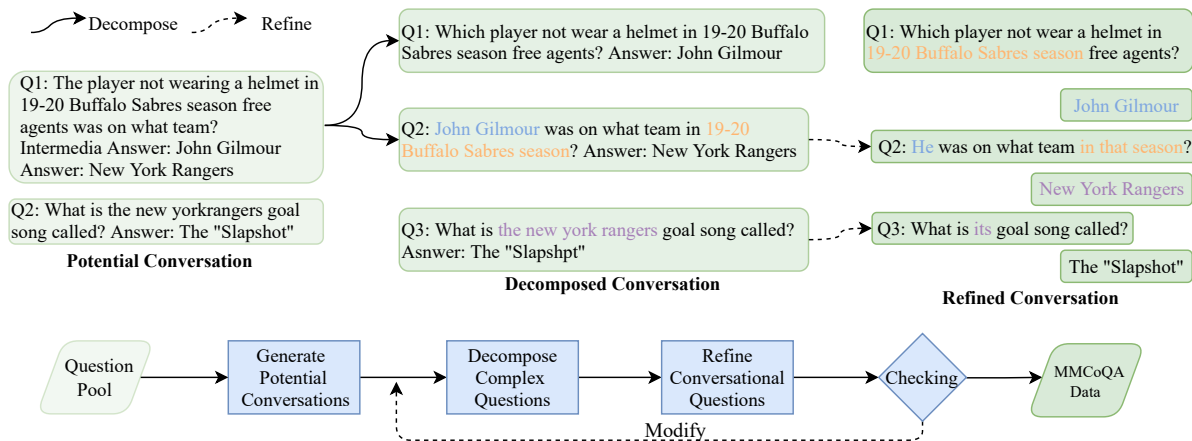 Decompose
Refine
Q1: The player not wearing a helmet in
19-20 Buffalo Sabres season free
agents was on what team?
Intermedia Answer: John Gilmour
Answer: New York Rangers
Q2: What is the new yorkrangers goal
song called? Answer: The "Slapshot"
Potential Conversation
Q1: Which player not wear a helmet in 19-20 Buffalo
Sabres season free agents? Answer: John Gilmour
Q2: John Gilmour was on what team in 19-20
Buffalo Sabres season? Answer: New York Rangers
Q3: What is the new york rangers goal song called?
Asnwer: The "Slapshpt"
Decomposed Conversation
Q1: Which player not wear a helmet in
19-20 Buffalo Sabres season free agents?
John Gilmour
Q2: He was on what team in that season?
New York Rangers
Q3: What is its goal song called?
The "Slapshot"
Refined Conversation
Question
Pool
Generate
Potential
Conversations
Decompose
Complex
Questions
Refine
Conversational
Questions
Checking
MMCoQA
Data
Modify